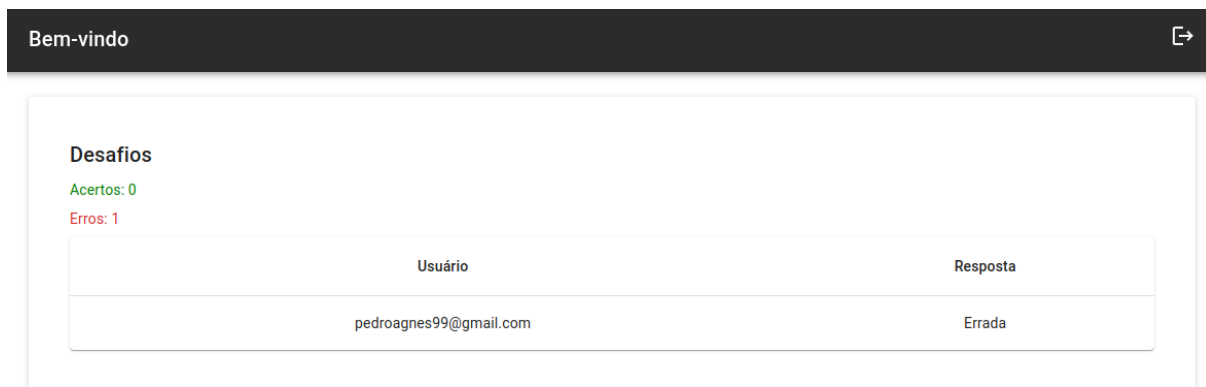 Bem-vindo
Desafios
Acertos: 0
Erros: 1
Usuário Resposta
pedroagnes99@gmail.com Errada